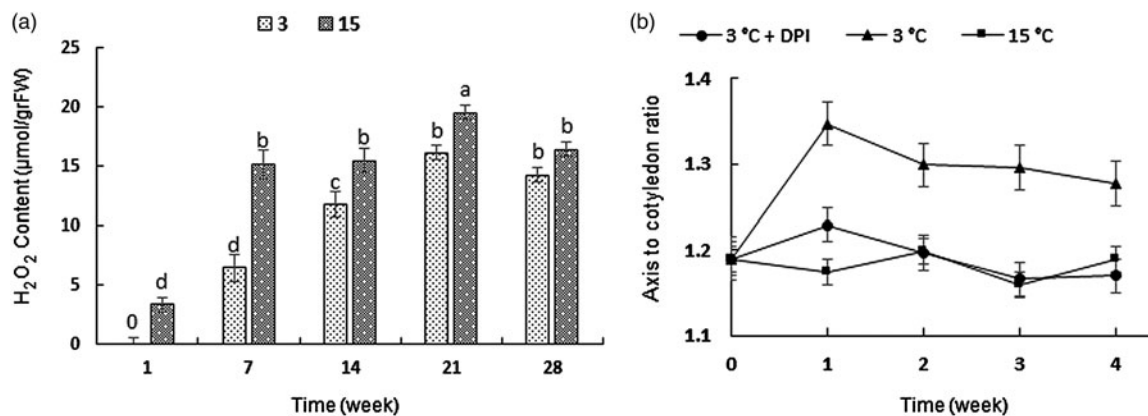 (a)
3 15
H₂O₂ Content (µmol/grFW)
25
20
15
10
5
0
0 d d b c b b a b b
1 7 14 21 28
Time (week)
(b)
3 °C + DPI 3 °C 15 °C
Axis to cotyledon ratio
1.4
1.3
1.2
1.1
0 1 2 3 4
Time (week)